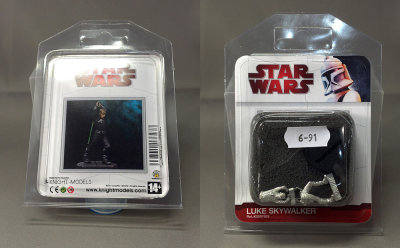 STAR
WARS
KNIGHT MODELS
www.knightmodels.com
14+
STAR
WARS
6-91
LUKE SKYWALKER